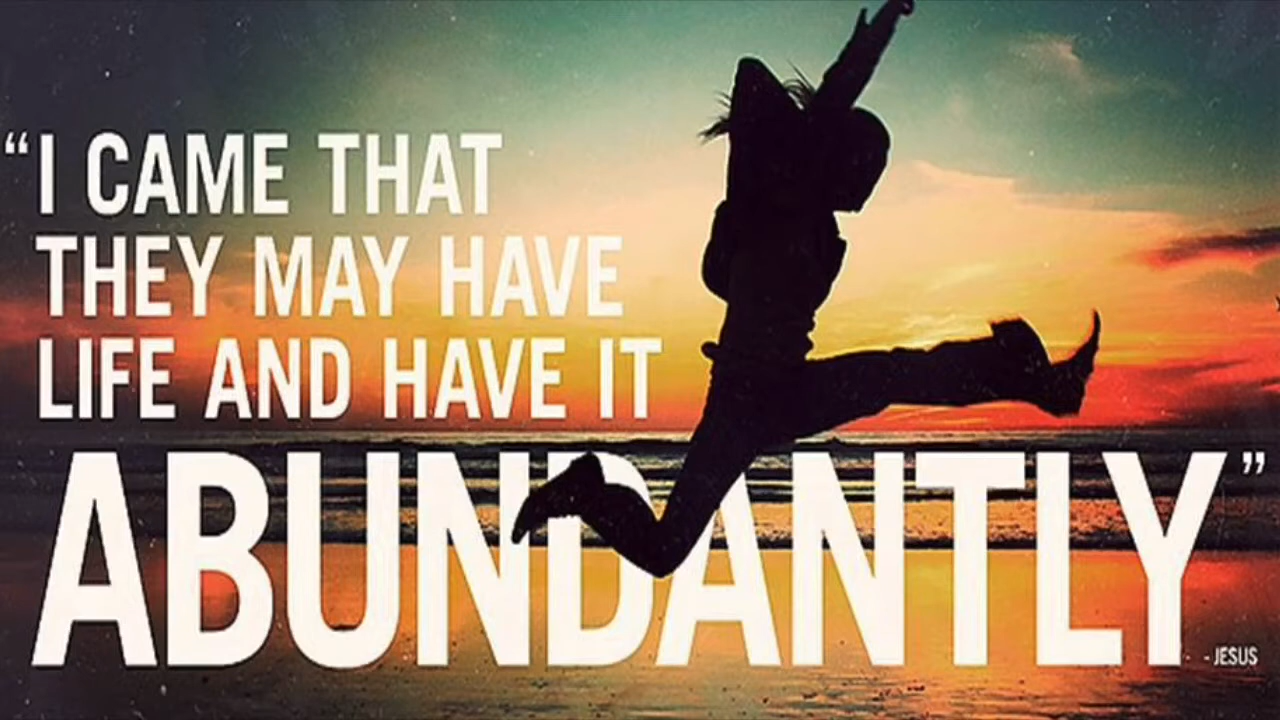 “I CAME THAT
THEY MAY HAVE
LIFE AND HAVE IT
ABUNDANTLY”
- JESUS